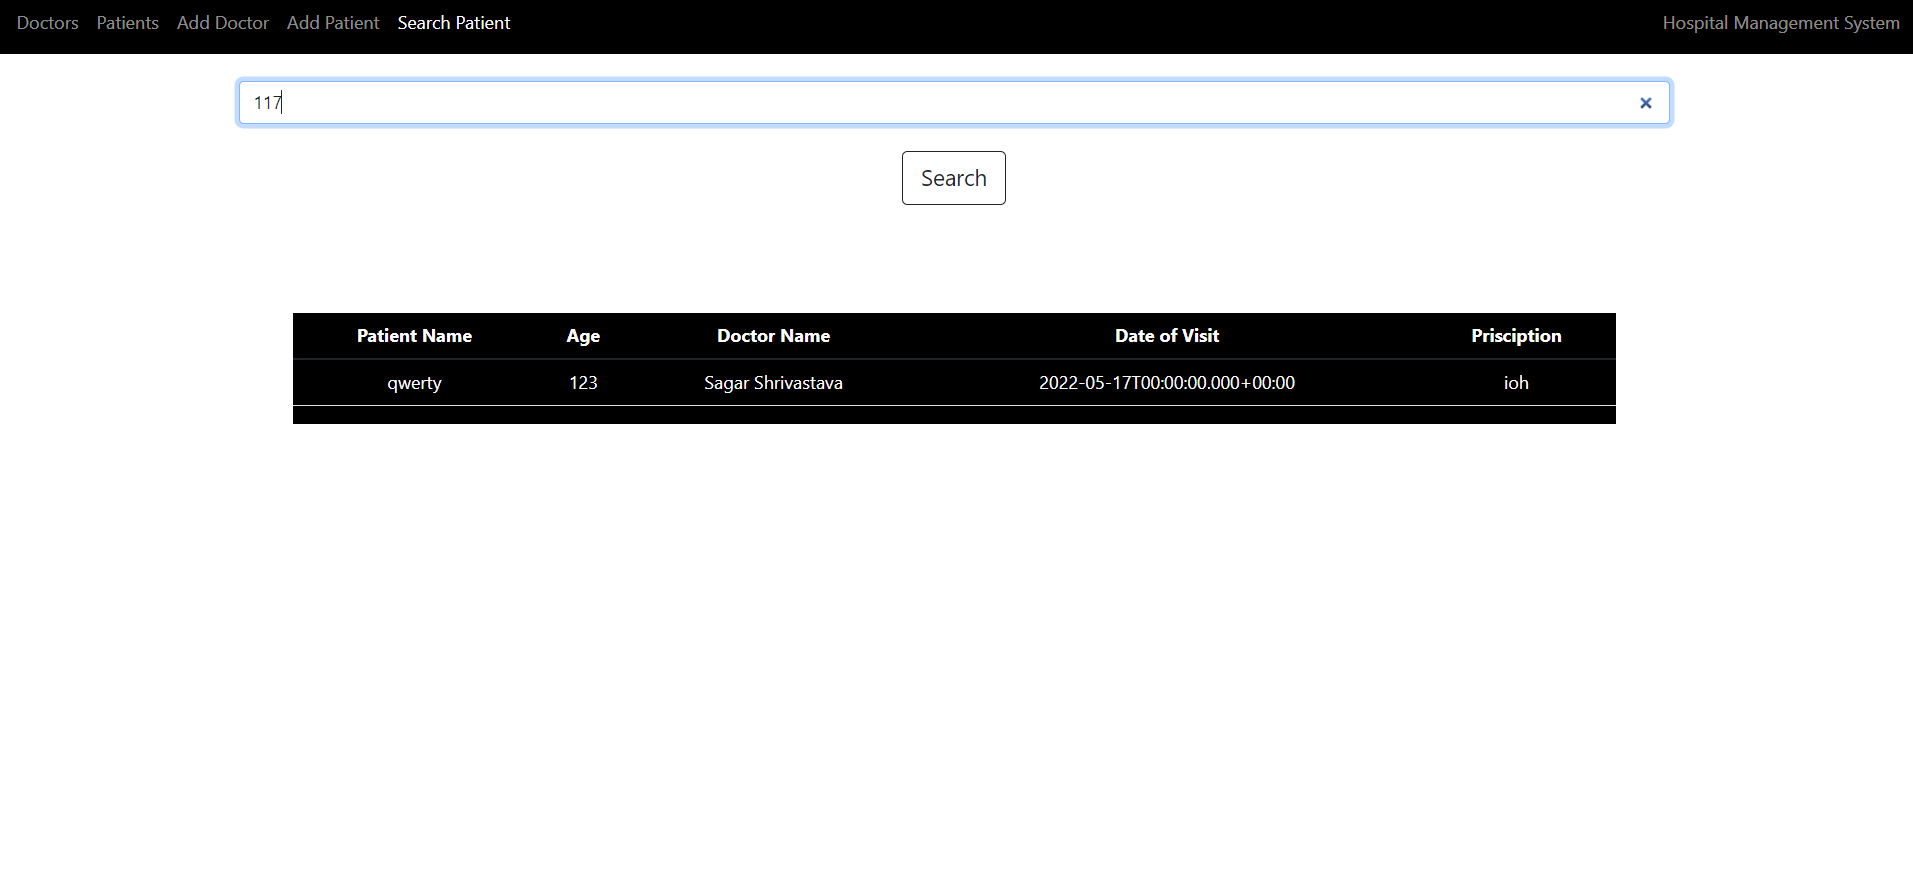 Doctors Patients Add Doctor Add Patient Search Patient Hospital Management System
117
Search
Patient Name Age Doctor Name Date of Visit Prisciption
qwerty 123 Sagar Shrivastava 2022-05-17T00:00:00.000+00:00 ioh